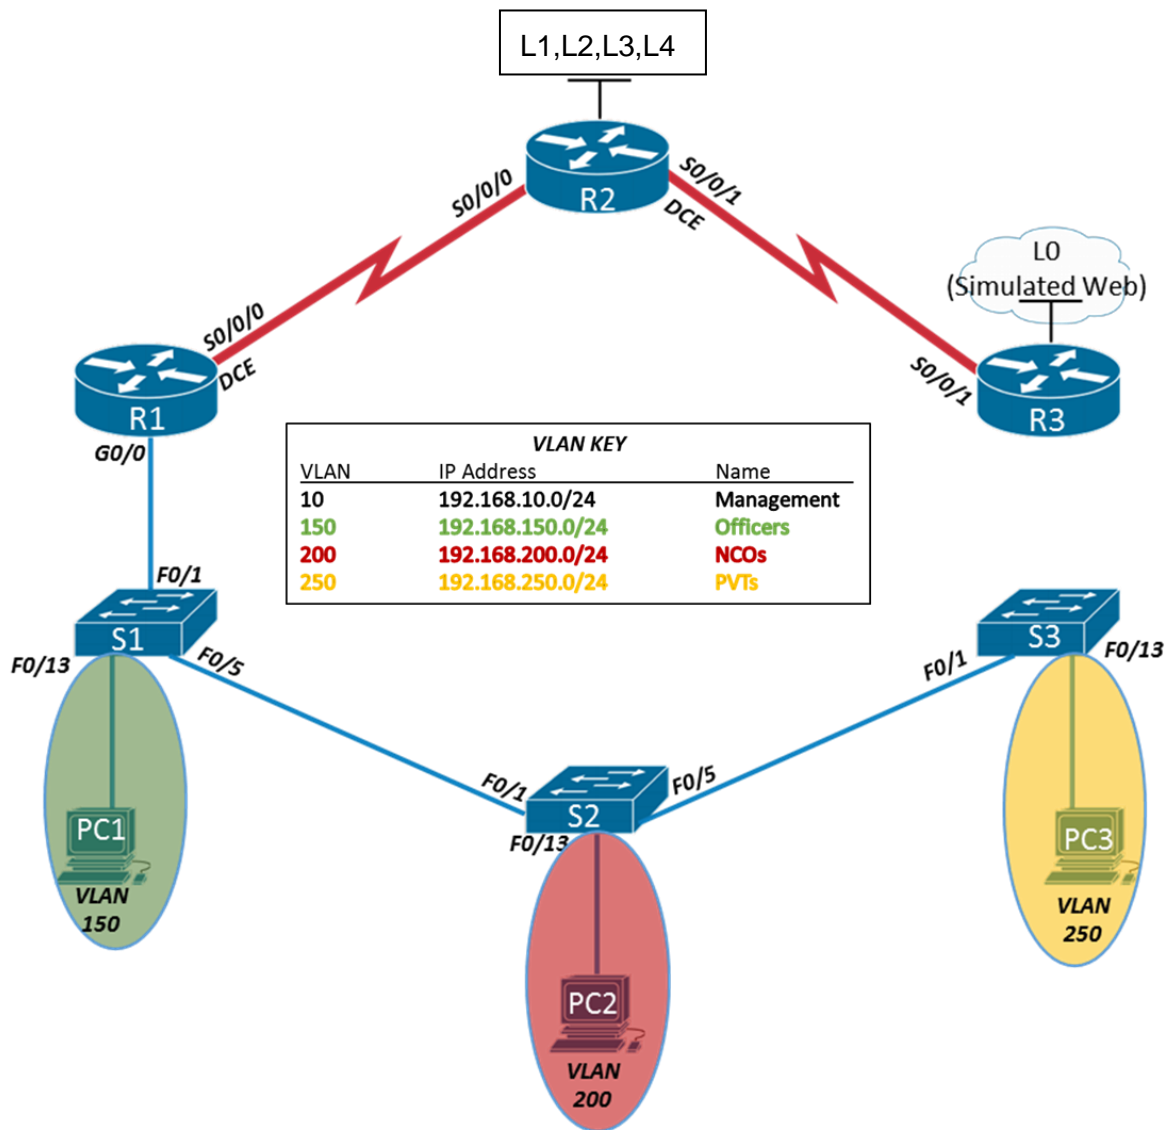 L1,L2,L3,L4
R2
S0/0/0
S0/0/1
DCE
L0
(Simulated Web)
S0/0/0
DCE
R1
G0/0
S0/0/1
R3
VLAN KEY
VLAN IP Address Name
10 192.168.10.0/24 Management
150 192.168.150.0/24 Officers
200 192.168.200.0/24 NCOs
250 192.168.250.0/24 PVTs
F0/1
S1
F0/13
F0/5
S3
F0/13
F0/1
F0/1
S2
F0/5
F0/13
PC1
VLAN
150
PC3
VLAN
250
PC2
VLAN
200